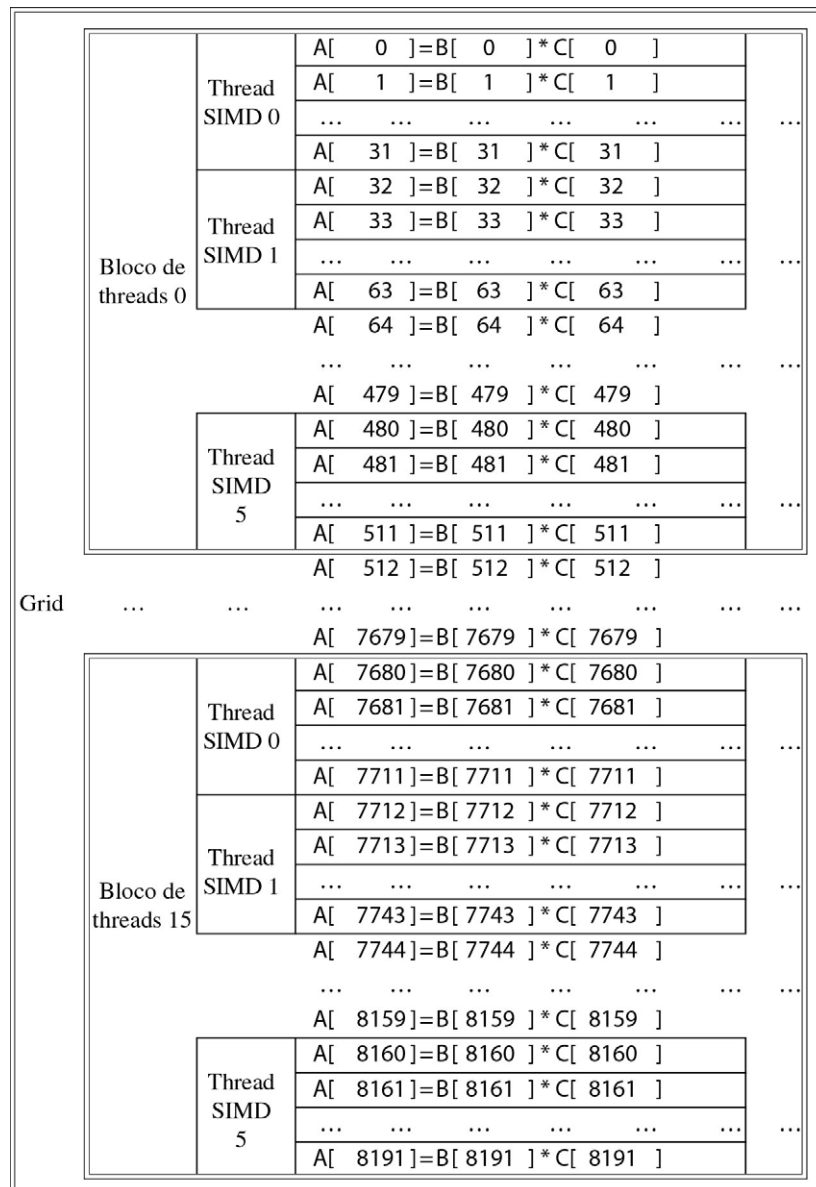 A[ 0 ]=B[ 0 ]*C[ 0 ]
Thread SIMD 0
A[ 1 ]=B[ 1 ]*C[ 1 ]
... ... ... ... ... ... ...
A[ 31 ]=B[ 31 ]*C[ 31 ]
Bloco de threads 0
Thread SIMD 1
A[ 32 ]=B[ 32 ]*C[ 32 ]
A[ 33 ]=B[ 33 ]*C[ 33 ]
... ... ... ... ... ... ...
A[ 63 ]=B[ 63 ]*C[ 63 ]
A[ 64 ]=B[ 64 ]*C[ 64 ]
... ... ... ... ... ... ...
A[ 479 ]=B[ 479 ]*C[ 479 ]
Thread SIMD 5
A[ 480 ]=B[ 480 ]*C[ 480 ]
A[ 481 ]=B[ 481 ]*C[ 481 ]
... ... ... ... ... ... ...
A[ 511 ]=B[ 511 ]*C[ 511 ]
A[ 512 ]=B[ 512 ]*C[ 512 ]
Grid ... ... ... ... ... ... ... ... ...
A[ 7679]=B[ 7679 ]*C[ 7679 ]
Thread SIMD 0
A[ 7680]=B[ 7680 ]*C[ 7680 ]
A[ 7681]=B[ 7681 ]*C[ 7681 ]
... ... ... ... ... ... ...
A[ 7711]=B[ 7711 ]*C[ 7711 ]
Bloco de threads 15
Thread SIMD 1
A[ 7712]=B[ 7712 ]*C[ 7712 ]
A[ 7713]=B[ 7713 ]*C[ 7713 ]
... ... ... ... ... ... ...
A[ 7743]=B[ 7743 ]*C[ 7743 ]
A[ 7744]=B[ 7744 ]*C[ 7744 ]
... ... ... ... ... ... ...
A[ 8159]=B[ 8159 ]*C[ 8159 ]
Thread SIMD 5
A[ 8160]=B[ 8160 ]*C[ 8160 ]
A[ 8161]=B[ 8161 ]*C[ 8161 ]
... ... ... ... ... ... ...
A[ 8191]=B[ 8191 ]*C[ 8191 ]